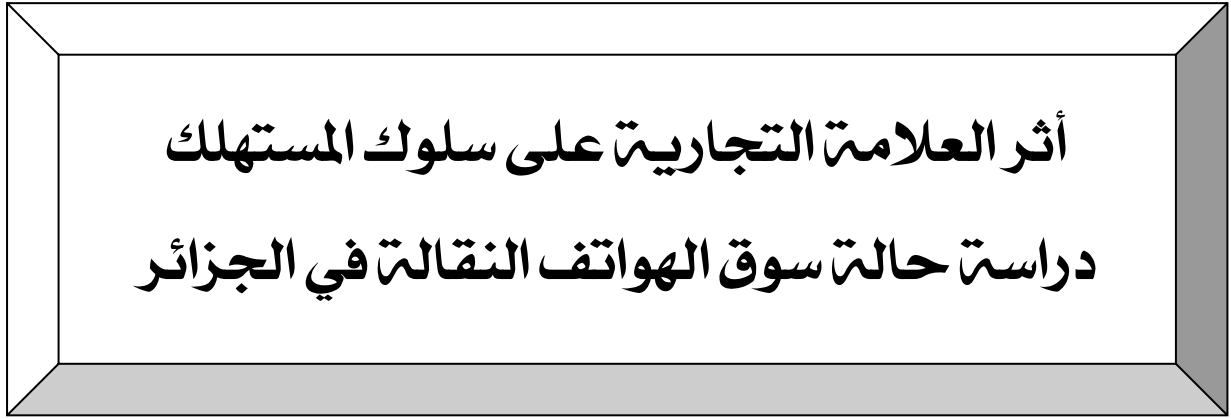 أثر العلامة التجارية على سلوك المستهلك
دراسة حالة سوق الهواتف النقالة في الجزائر